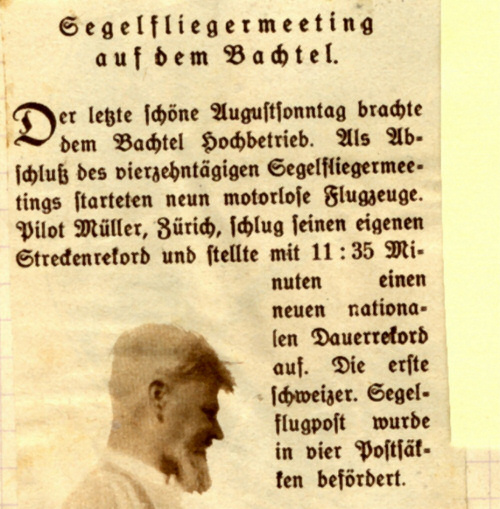 Segelfliegermeeting
auf dem Bachtel.
Der letzte schöne Augustsonntag brachte
dem Bachtel Hochbetrieb. Als Ab-
schluß des vierzehntägigen Segelfliegermee-
tings starteten neun motorlose Flugzeuge.
Pilot Müller, Zürich, schlug seinen eigenen
Streckenrekord und stellte mit 11:35 Mi-
nuten einen
neuen nationa-
len Dauerrekord
auf. Die erste
schweizer. Segel-
flugpost wurde
in vier Postsäk-
ken befördert.